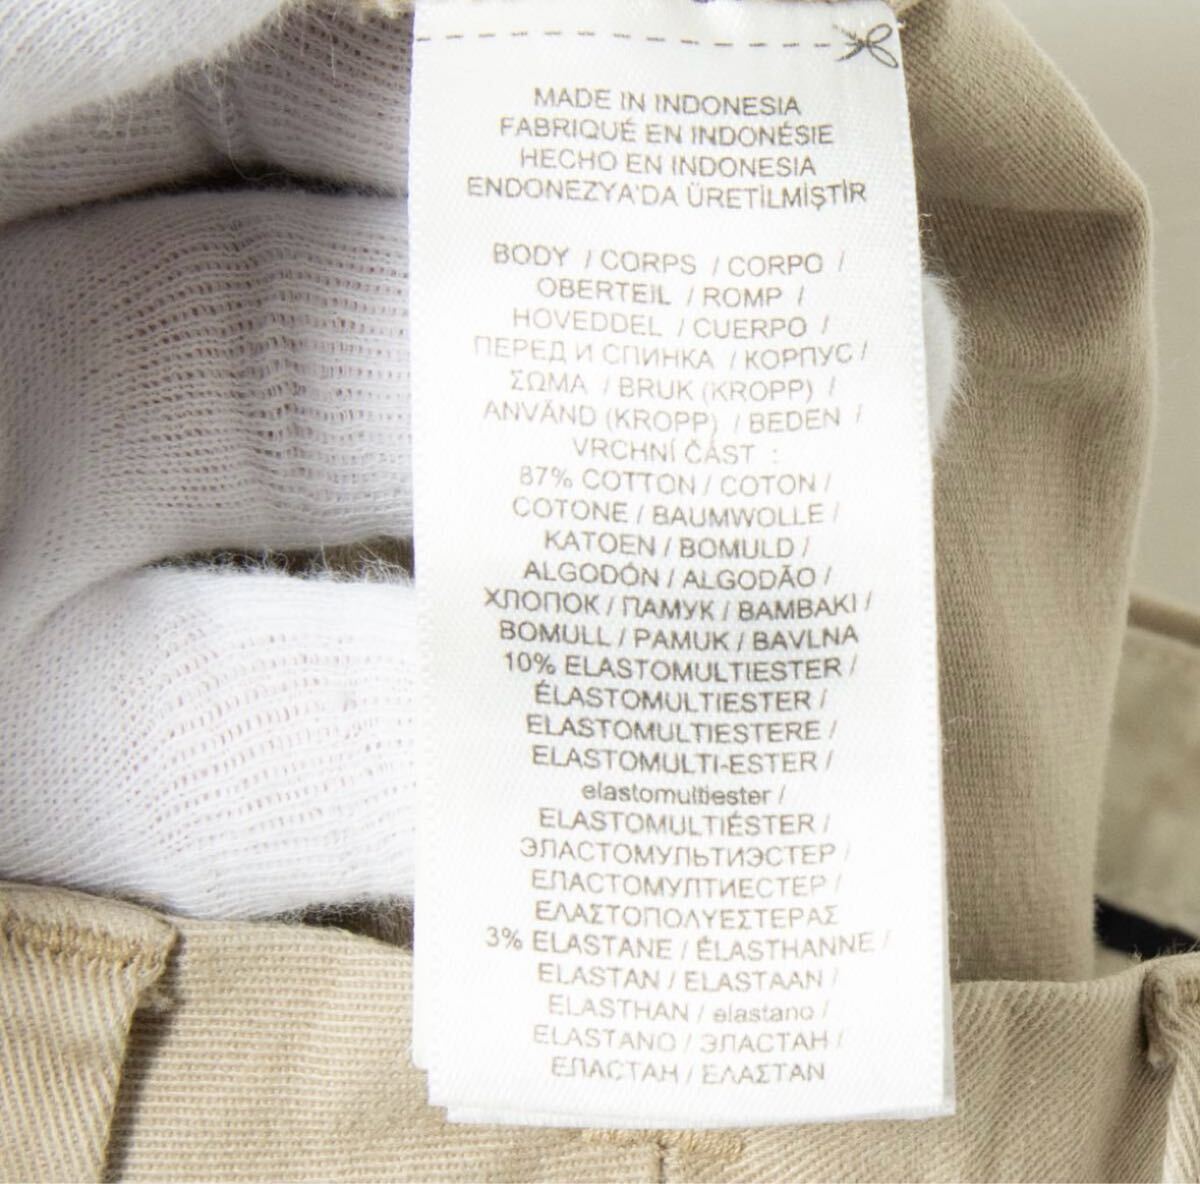 MADE IN INDONESIA
FABRIQUÉ EN INDONÉSIE
HECHO EN INDONESIA
ENDONEZYA'DA ÜRETİLMİŞTİR
BODY / CORPS / CORPO /
OBERTEIL / ROMP /
HOVEDDEL / CUERPO /
ПЕРЕД И СПИНКА / КОРПУС /
ΣΩΜΑ / BRUK (KROPP) /
ANVÄND (KROPP) / BEDEN /
VRCHNÍ ČÁST :
87% COTTON / COTON /
COTONE / BAUMWOLLE /
KATOEN / BOMULD /
ALGODÓN / ALGODÃO /
ХЛОПОК / ПАМУК / BAMBAKI /
BOMULL / PAMUK / BAVLNA
10% ELASTOMULTIESTER /
ÉLASTOMULTIESTER /
ELASTOMULTIESTERE /
ELASTOMULTI-ESTER /
elastomultiester /
ELASTOMULTIÉSTER /
ЭЛАСТОМУЛЬТИЭСТЕР /
ЕЛАСТОМУЛТИЕСТЕР /
ΕΛΑΣΤΟΠΟΛΥΕΣΤΕΡΑΣ
3% ELASTANE / ÉLASTHANNE /
ELASTAN / ELASTAAN /
ELASTHAN / elastano /
ELASTANO / ЭЛАСТАН /
ЕЛАСТАН / ΕΛΑΣΤΑΝ